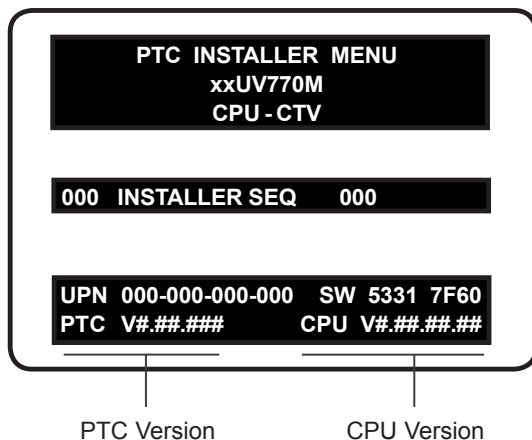 PTC INSTALLER MENU
xxUV770M
CPU - CTV
000 INSTALLER SEQ 000
UPN 000-000-000-000 SW 5331 7F60
PTC V#.##.### CPU V#.##.##.##
PTC Version CPU Version